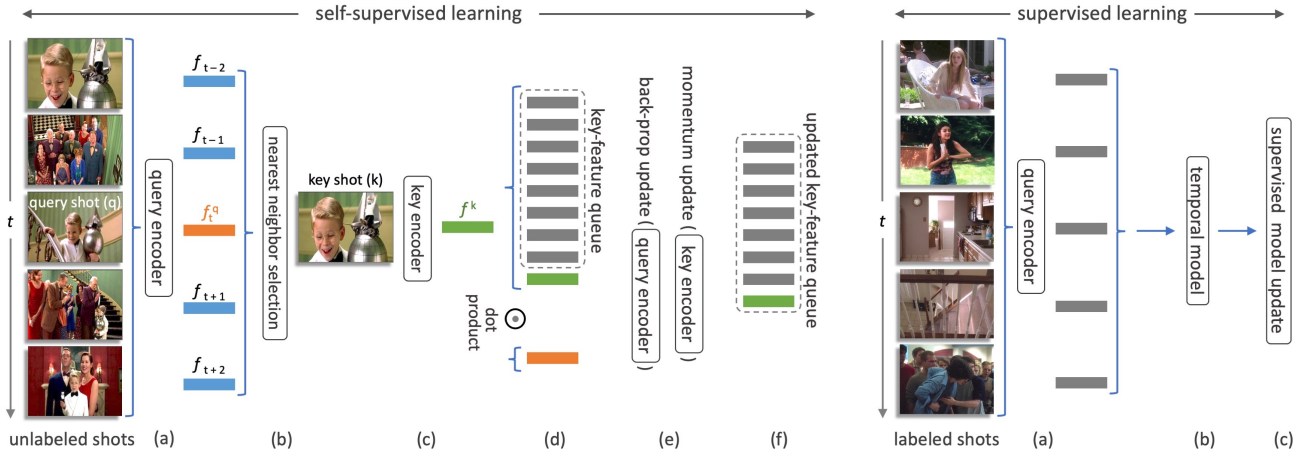 self-supervised learning
t
unlabeled shots
query shot (q)
query encoder
(a)
f t−2
f t−1
f t q
f t+1
f t+2
nearest neighbor selection
(b)
key shot (k)
key encoder
(c)
f k
key-feature queue
dot
product
(d)
back-prop update ( query encoder )
momentum update ( key encoder )
(e)
updated key-feature queue
(f)
supervised learning
t
labeled shots
query encoder
(a)
temporal model
(b)
supervised model update
(c)